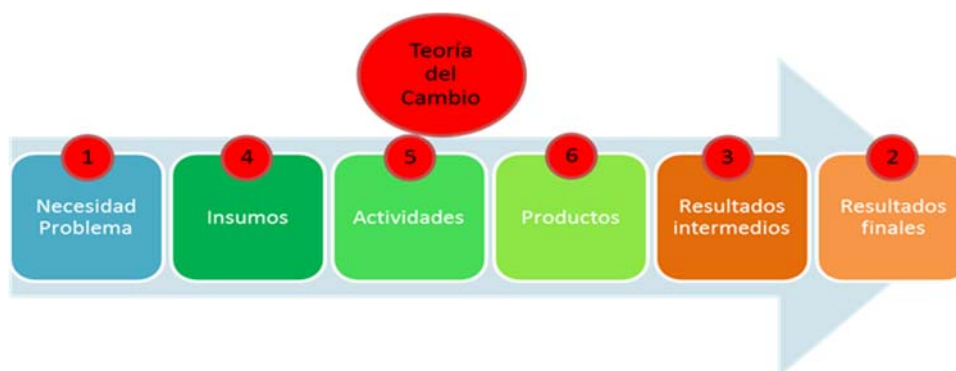 Teoría
del
Cambio
1
4
5
6
3
2
Necesidad
Problema
Insumos
Actividades
Productos
Resultados
intermedios
Resultados
finales